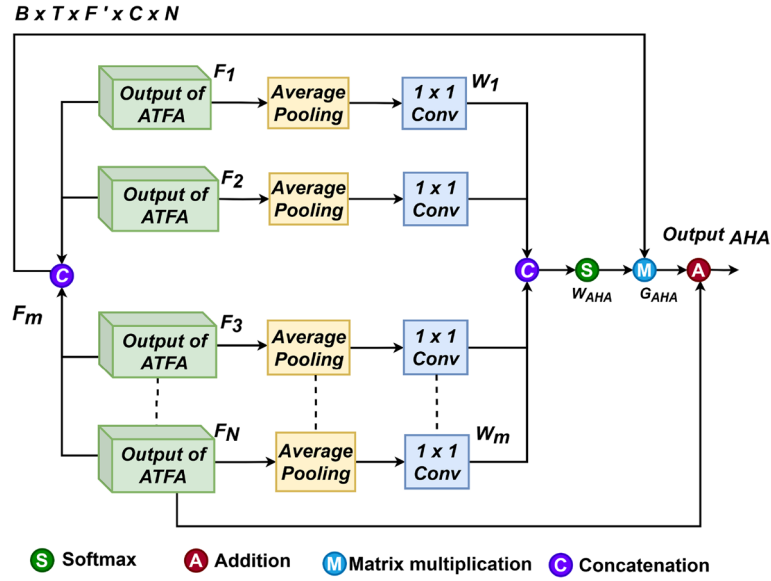 B x T x F ' x C x N
Output of
ATFA
F1
Average
Pooling
1 x 1
Conv
W1
Output of
ATFA
F2
Average
Pooling
1 x 1
Conv
C
Fm
C
S
WAHA
M
GAHA
A
Output AHA
Output of
ATFA
F3
Average
Pooling
1 x 1
Conv
Output of
ATFA
FN
Average
Pooling
1 x 1
Conv
Wm
S Softmax
A Addition
M Matrix multiplication
C Concatenation